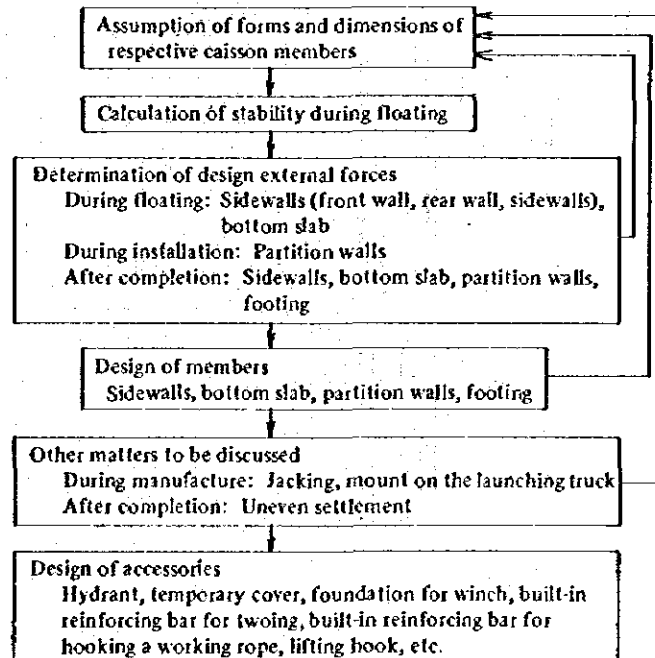 Assumption of forms and dimensions of
respective caisson members
Calculation of stability during floating
Determination of design external forces
During floating: Sidewalls (front wall, rear wall, sidewalls),
bottom slab
During installation: Partition walls
After completion: Sidewalls, bottom slab, partition walls,
footing
Design of members
Sidewalls, bottom slab, partition walls, footing
Other matters to be discussed
During manufacture: Jacking, mount on the launching truck
After completion: Uneven settlement
Design of accessories
Hydrant, temporary cover, foundation for winch, built-in
reinforcing bar for twoing, built-in reinforcing bar for
hooking a working rope, lifting hook, etc.